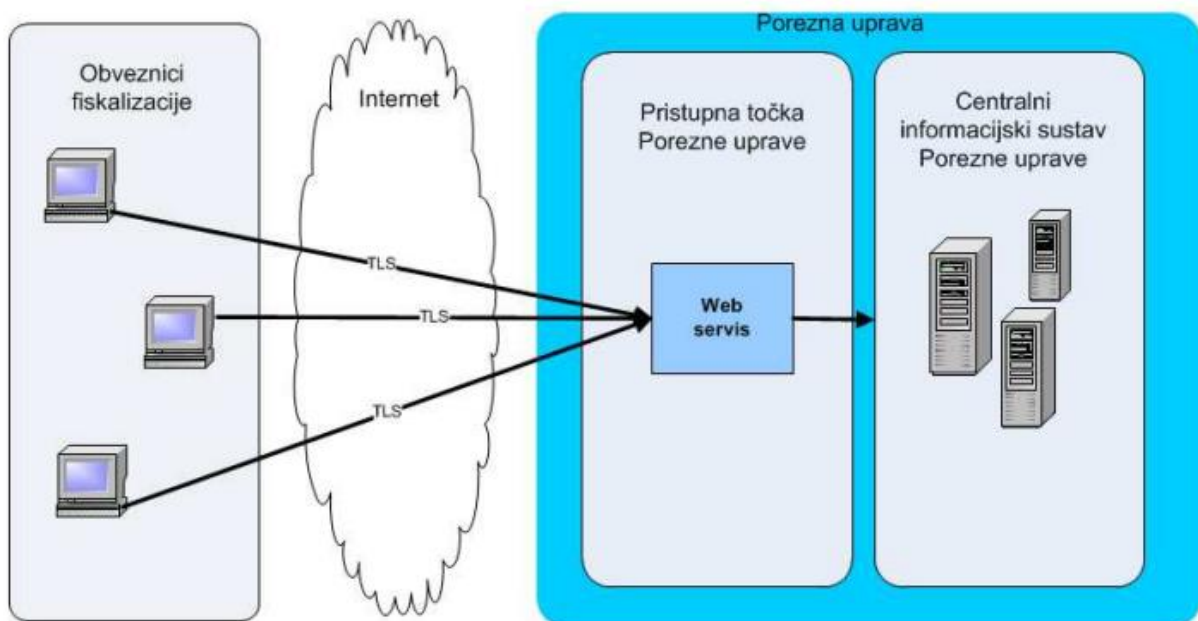 Porezna uprava
Obveznici
fiskalizacije
Internet
Pristupna točka
Porezne uprave
Centralni
informacijski sustav
Porezne uprave
TLS
TLS
TLS
Web
servis